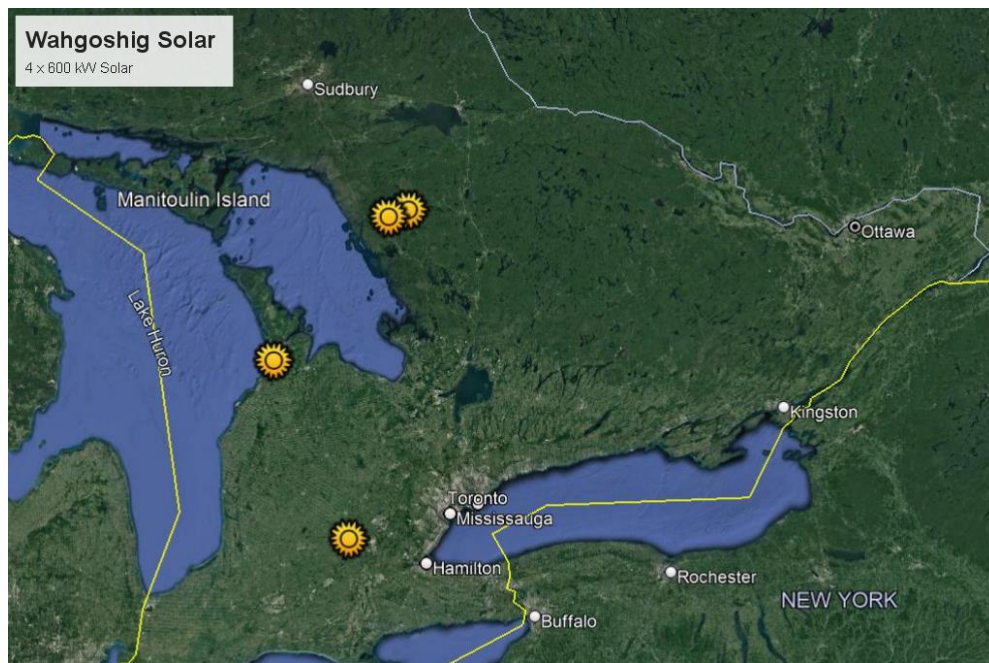 Wahgoshig Solar
4 x 600 kW Solar
Sudbury
Manitoulin Island
Ottawa
Lake Huron
Kingston
Toronto
Mississauga
Hamilton
Rochester
NEW YORK
Buffalo